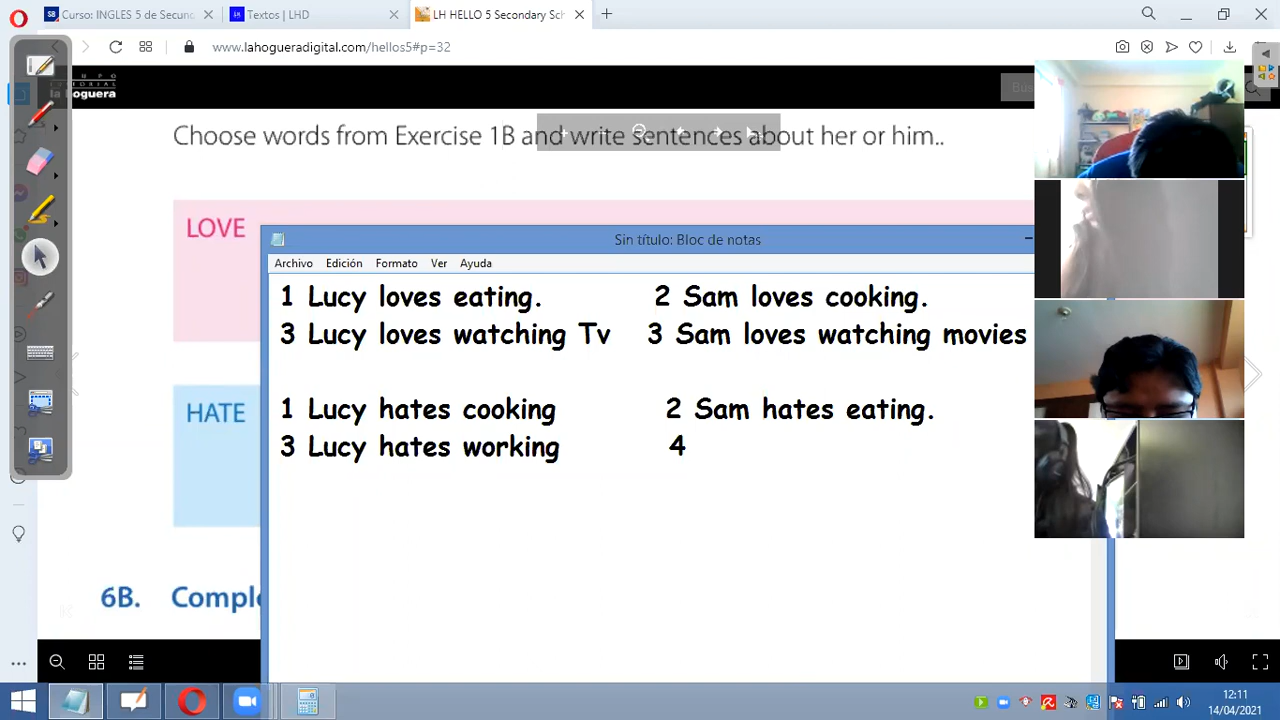 Curso: INGLES 5 de Secun
Textos | LHD
LH HELLO 5 Secondary Sch
www.lahogueradigital.com/hellos5#p=32
la hoguera
Choose words from Exercise 1B and write sentences about her or him..
LOVE
Sin título: Bloc de notas
Archivo Edición Formato Ver Ayuda
1 Lucy loves eating. 2 Sam loves cooking.
3 Lucy loves watching Tv 3 Sam loves watching movies
HATE
1 Lucy hates cooking 2 Sam hates eating.
3 Lucy hates working 4
6B. Comple
12:11
14/04/2021